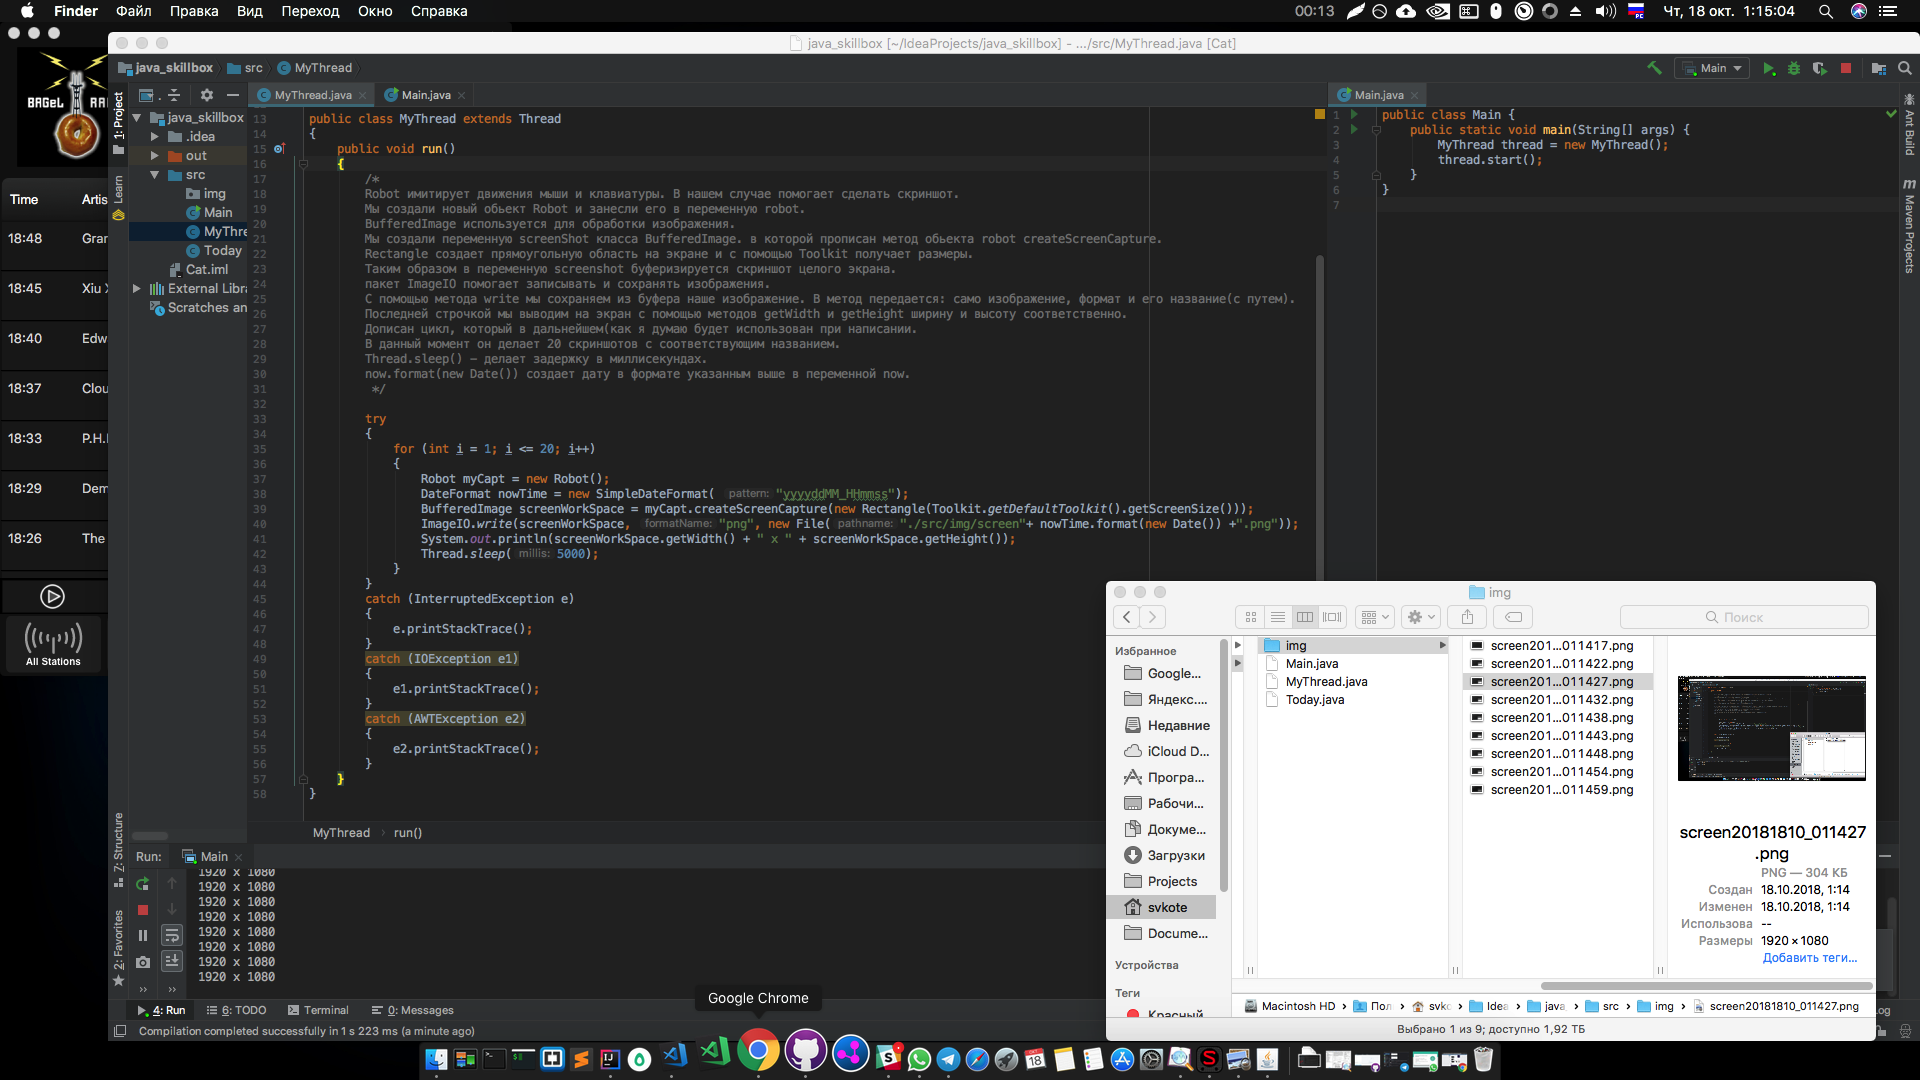 Finder Файл Правка Вид Переход Окно Справка
00:13 Чт, 18 окт. 1:15:04
java_skillbox [~/IdeaProjects/java_skillbox] - .../src/MyThread.java [Cat]
java_skillbox src MyThread
Main
BAGEL
Time Artis
18:48 Gran
18:45 Xiu X
18:40 Edw
18:37 Clou
18:33 P.H.I
18:29 Dem
18:26 The
All Stations
1: Project
Learn
7: Structure
2: Favorites
java_skillbox
.idea
out
src
img
Main
MyThre
Today
Cat.iml
External Libra
Scratches an
MyThread.java Main.java
13 public class MyThread extends Thread
14 {
15 public void run()
16 {
17 /*
18 Robot имитирует движения мыши и клавиатуры. В нашем случае помогает сделать скриншот.
19 Мы создали новый обьект Robot и занесли его в переменную robot.
20 BufferedImage используется для обработки изображения.
21 Мы создали переменную screenShot класса BufferedImage. в которой прописан метод обьекта robot createScreenCapture.
22 Rectangle создает прямоугольную область на экране и с помощью Toolkit получает размеры.
23 Таким образом в переменную screenshot буферизируется скриншот целого экрана.
24 пакет ImageIO помогает записывать и сохранять изображения.
25 С помощью метода write мы сохраняем из буфера наше изображение. В метод передается: само изображение, формат и его название(с путем).
26 Последней строчкой мы выводим на экран с помощью методов getWidth и getHeight ширину и высоту соответственно.
27 Дописан цикл, который в дальнейшем(как я думаю будет использован при написании.
28 В данный момент он делает 20 скриншотов с соответствующим названием.
29 Thread.sleep() - делает задержку в миллисекундах.
30 now.format(new Date()) создает дату в формате указанным выше в переменной now.
31 */
32
33 try
34 {
35 for (int i = 1; i <= 20; i++)
36 {
37 Robot myCapt = new Robot();
38 DateFormat nowTime = new SimpleDateFormat( pattern: "yyyyddMM_HHmmss");
39 BufferedImage screenWorkSpace = myCapt.createScreenCapture(new Rectangle(Toolkit.getDefaultToolkit().getScreenSize()));
40 ImageIO.write(screenWorkSpace, formatName: "png", new File( pathname: "./src/img/screen"+ nowTime.format(new Date()) +".png"));
41 System.out.println(screenWorkSpace.getWidth() + " x " + screenWorkSpace.getHeight());
42 Thread.sleep( millis: 5000);
43 }
44 }
45 catch (InterruptedException e)
46 {
47 e.printStackTrace();
48 }
49 catch (IOException e1)
50 {
51 e1.printStackTrace();
52 }
53 catch (AWTException e2)
54 {
55 e2.printStackTrace();
56 }
57 }
58 }
MyThread run()
Main.java
1 public class Main {
2 public static void main(String[] args) {
3 MyThread thread = new MyThread();
4 thread.start();
5 }
6 }
7
Ant Build
Maven Projects
Run: Main
1920 x 1080
1920 x 1080
1920 x 1080
1920 x 1080
1920 x 1080
1920 x 1080
1920 x 1080
1920 x 1080
4: Run 6: TODO Terminal 0: Messages
Compilation completed successfully in 1 s 223 ms (a minute ago)
Google Chrome
img
Поиск
Избранное
Google...
Яндекс....
Недавние
iCloud D...
Програ...
Рабочи...
Докуме...
Загрузки
Projects
svkote
Docume...
Устройства
Теги
Красный
img
Main.java
MyThread.java
Today.java
screen201...011417.png
screen201...011422.png
screen201...011427.png
screen201...011432.png
screen201...011438.png
screen201...011443.png
screen201...011448.png
screen201...011454.png
screen201...011459.png
screen20181810_011427
.png
PNG — 304 КБ
Создан 18.10.2018, 1:14
Изменен 18.10.2018, 1:14
Использова --
Размеры 1920 × 1080
Добавить теги...
Macintosh HD Пол svkc Idea java src img screen20181810_011427.png
Выбрано 1 из 9; доступно 1,92 ТБ